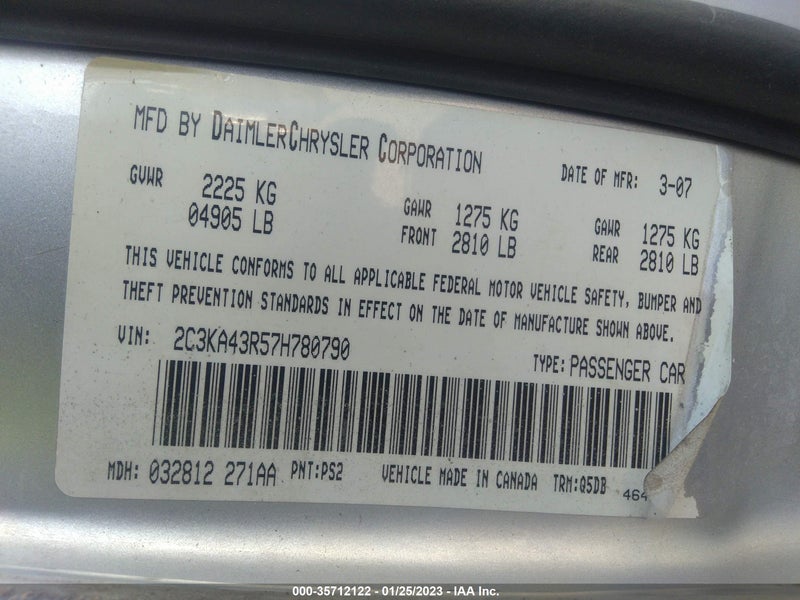 MFD BY DAIMLERCHRYSLER CORPORATION DATE OF MFR: 3-07
GVWR 2225 KG GAWR 1275 KG GAWR 1275 KG
04905 LB FRONT 2810 LB REAR 2810 LB
THIS VEHICLE CONFORMS TO ALL APPLICABLE FEDERAL MOTOR VEHICLE SAFETY, BUMPER AND
THEFT PREVENTION STANDARDS IN EFFECT ON THE DATE OF MANUFACTURE SHOWN ABOVE.
VIN: 2C3KA43R57H780790 TYPE: PASSENGER CAR
MDH: 032812 271AA PNT:PS2 VEHICLE MADE IN CANADA TRM:Q5DB 464
000-35712122 - 01/25/2023 - IAA Inc.